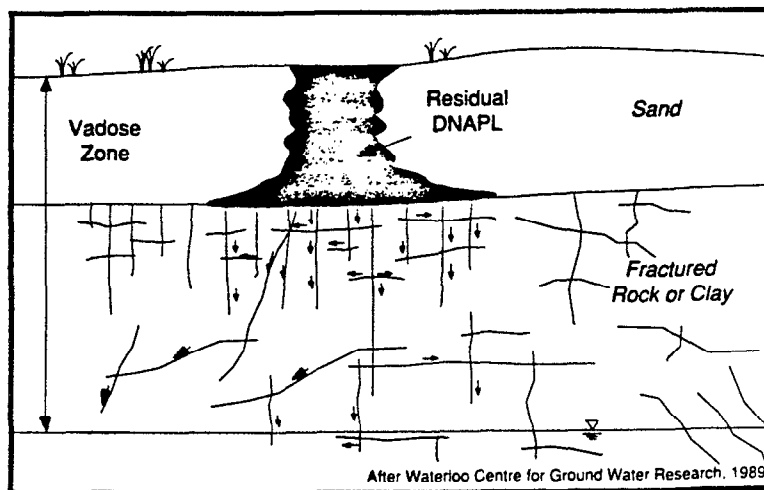 Vadose
Zone
Residual
DNAPL
Sand
Fractured
Rock or Clay
After Waterloo Centre for Ground Water Research, 1989